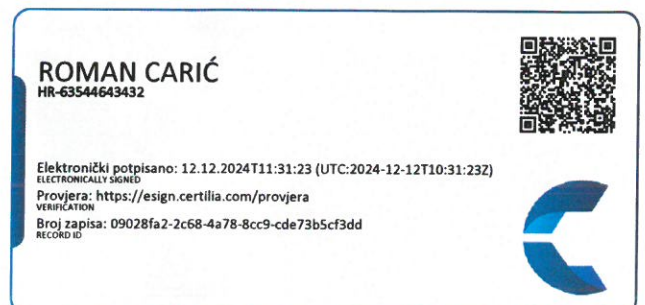 ROMAN CARIĆ
HR-63544643432
Elektronički potpisano: 12.12.2024T11:31:23 (UTC:2024-12-12T10:31:23Z)
ELECTRONICALLY SIGNED
Provjera: https://esign.certilia.com/provjera
VERIFICATION
Broj zapisa: 09028fa2-2c68-4a78-8cc9-cde73b5cf3dd
RECORD ID